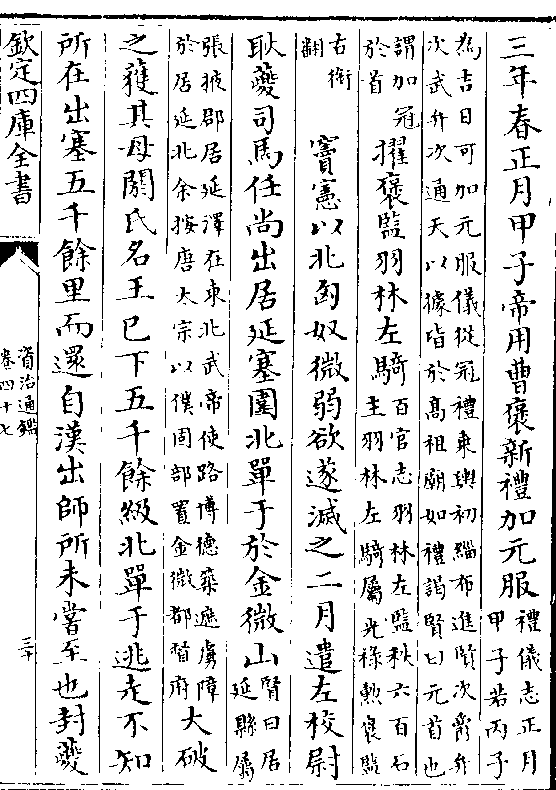 三年春正月甲子帝用曹褒新禮加元服禮儀志正月
甲子若丙子
為吉日可加元服儀從冠禮乘輿初緇布進賢次爵弁
次武弁次通天以據皆於髙祖廟如禮謁賢曰元首也
謂加冠
於首
擢褒監羽林左騎百官志羽林左監秩六百石
主羽林左騎屬光祿勲褒監
古銜
翻
竇憲以北匈奴微弱欲遂滅之二月遣左校尉
耿夔司馬任尚出居延塞圍北單于於金微山賢曰居
延縣屬
張掖郡居延澤在東北武帝使路博德築遮虜障
於居延北余按唐太宗以僕固部置金微都督府
大破
之獲其母閼氏名王已下五千餘級北單于逃走不知
所在出塞五千餘里而還自漢出師所未嘗至也封夔
欽定四庫全書
資治通鑑
卷四十七
三十